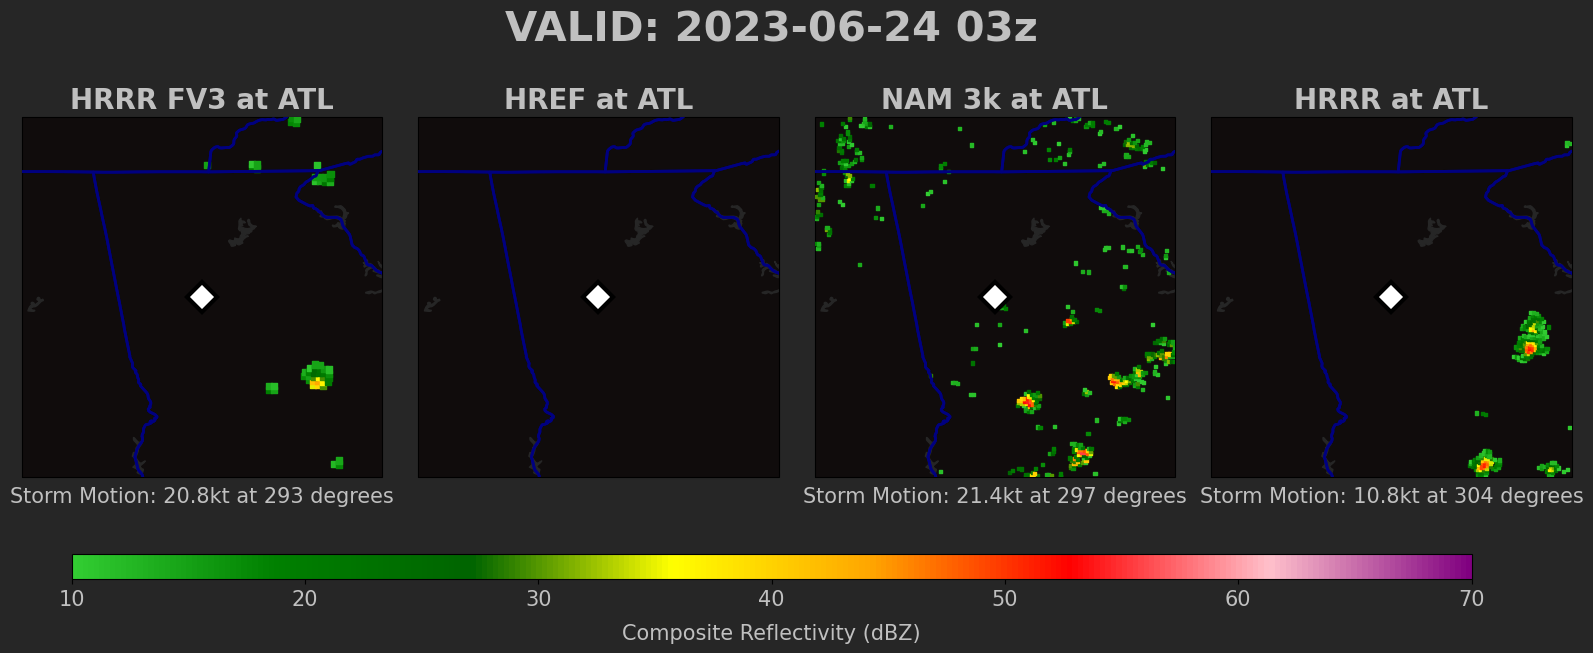 VALID: 2023-06-24 03z
HRRR FV3 at ATL
HREF at ATL
NAM 3k at ATL
HRRR at ATL
Storm Motion: 20.8kt at 293 degrees
Storm Motion: 21.4kt at 297 degrees
Storm Motion: 10.8kt at 304 degrees
10 20 30 40 50 60 70
Composite Reflectivity (dBZ)